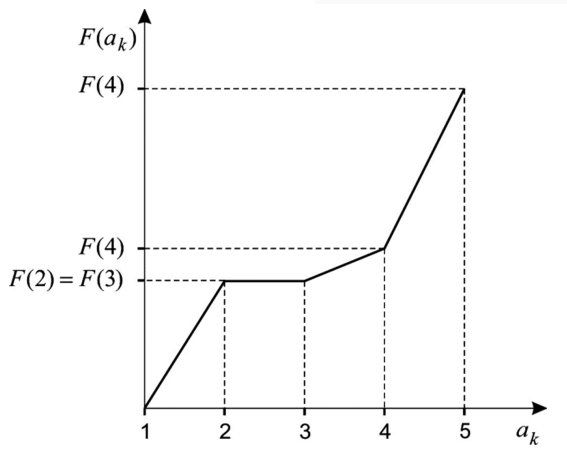 F(a_k)
F(4)
F(4)
F(2) = F(3)
1 2 3 4 5 a_k